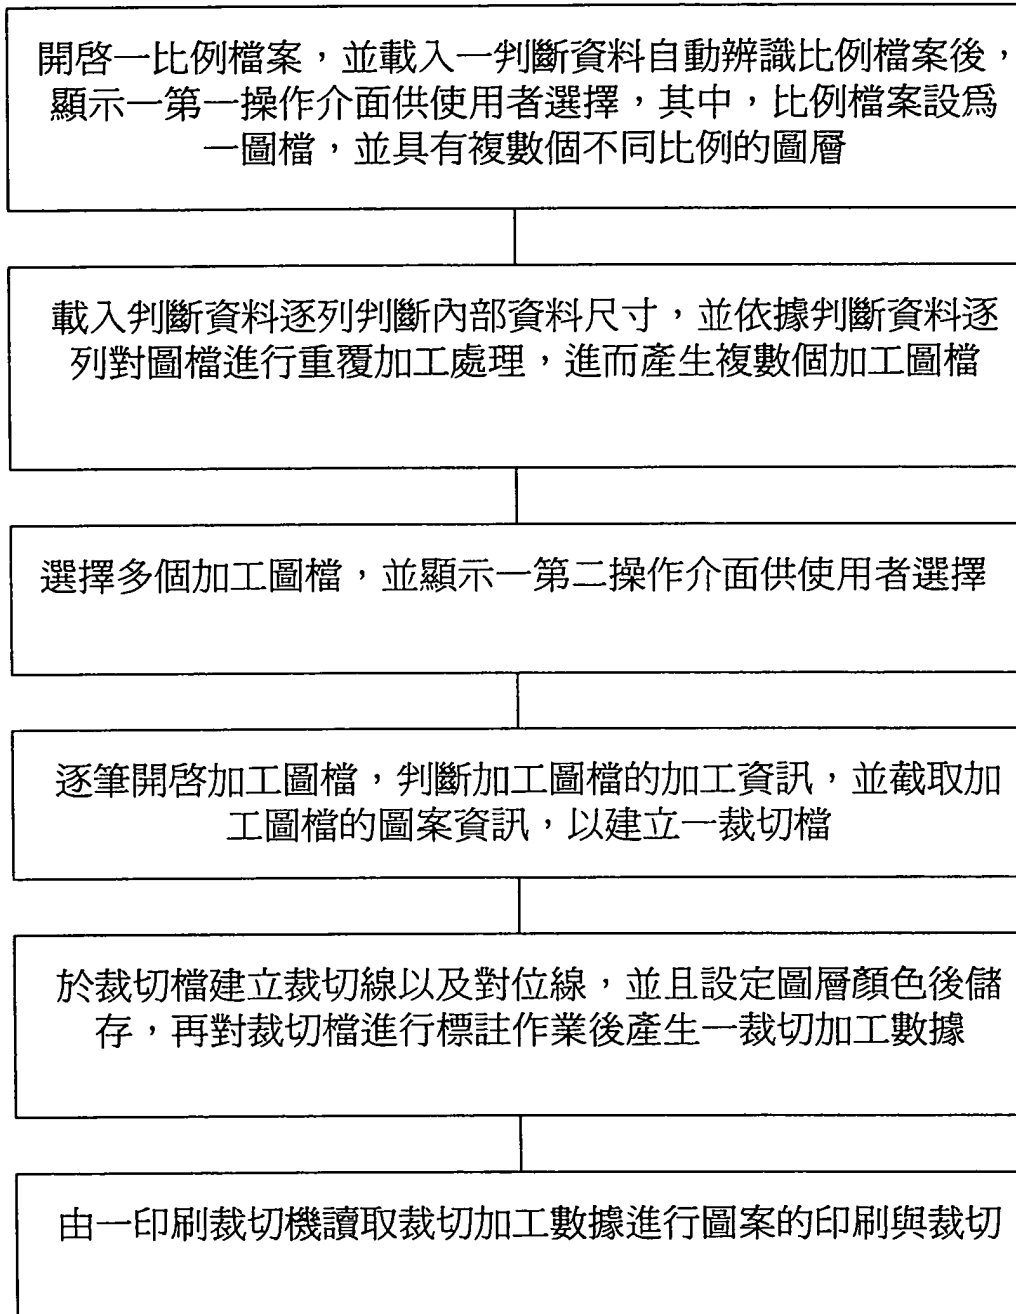 開啓一比例檔案，並載入一判斷資料自動辨識比例檔案後，
顯示一第一操作介面供使用者選擇，其中，比例檔案設爲
一圖檔，並具有複數個不同比例的圖層
載入判斷資料逐列判斷內部資料尺寸，並依據判斷資料逐
列對圖檔進行重覆加工處理，進而產生複數個加工圖檔
選擇多個加工圖檔，並顯示一第二操作介面供使用者選擇
逐筆開啓加工圖檔，判斷加工圖檔的加工資訊，並截取加
工圖檔的圖案資訊，以建立一裁切檔
於裁切檔建立裁切線以及對位線，並且設定圖層顏色後儲
存，再對裁切檔進行標註作業後產生一裁切加工數據
由一印刷裁切機讀取裁切加工數據進行圖案的印刷與裁切